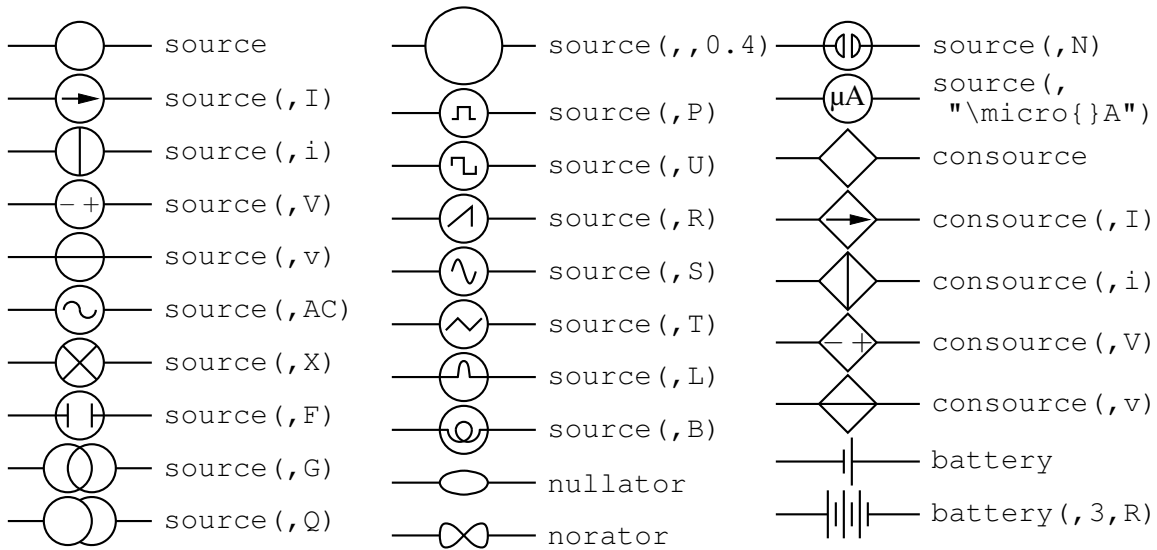 source
source(,I)
source(,i)
− +
source(,V)
source(,v)
source(,AC)
source(,X)
source(,F)
source(,G)
source(,Q)
source(,,0.4)
source(,P)
source(,U)
source(,R)
source(,S)
source(,T)
source(,L)
source(,B)
nullator
norator
source(,N)
μA
source(,
"\micro{}A")
consource
consource(,I)
consource(,i)
− +
consource(,V)
consource(,v)
battery
battery(,3,R)